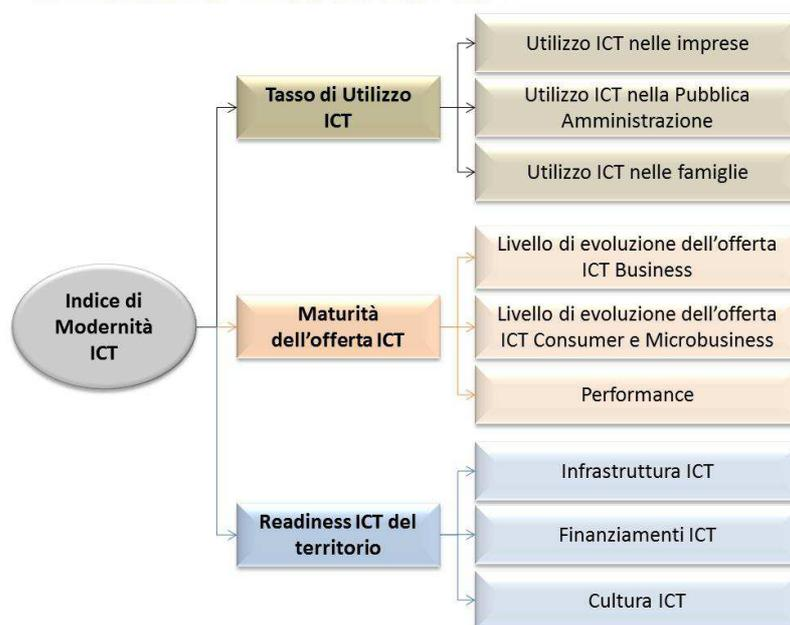 Utilizzo ICT nelle imprese
Tasso di Utilizzo
ICT
Utilizzo ICT nella Pubblica
Amministrazione
Utilizzo ICT nelle famiglie
Indice di
Modernità
ICT
Maturità
dell'offerta ICT
Livello di evoluzione dell'offerta
ICT Business
Livello di evoluzione dell'offerta
ICT Consumer e Microbusiness
Performance
Readiness ICT del
territorio
Infrastruttura ICT
Finanziamenti ICT
Cultura ICT